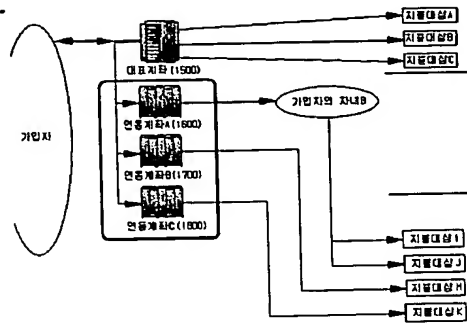 지불대상A
지불대상B
지불대상C
대표계좌(1500)
가입자의 자녀B
가입자
연동계좌A(1600)
연동계좌B(1700)
연동계좌C(1800)
지불대상I
지불대상J
지불대상H
지불대상K